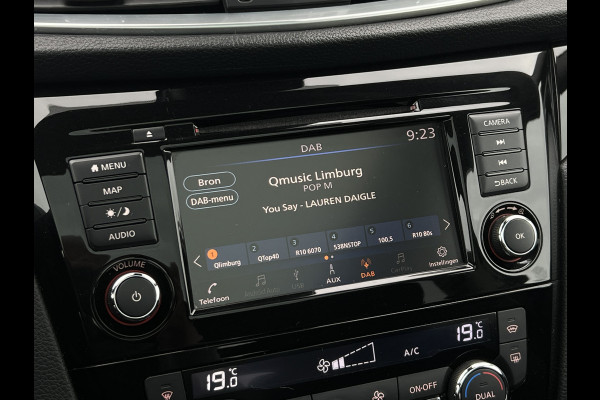 9:23
DAB
Bron
Qmusic Limburg
POP M
DAB-menu
You Say - LAUREN DAIGLE
1 2 3 4 5 6
Qlimburg QTop40 R10 6070 538NSTOP 100,5 R10 80s
Telefoon USB AUX DAB Instellingen
MENU
MAP
AUDIO
VOLUME
CAMERA
BACK
OK
19.0 °C
A/C
19.0 °C
ON-OFF
DUAL